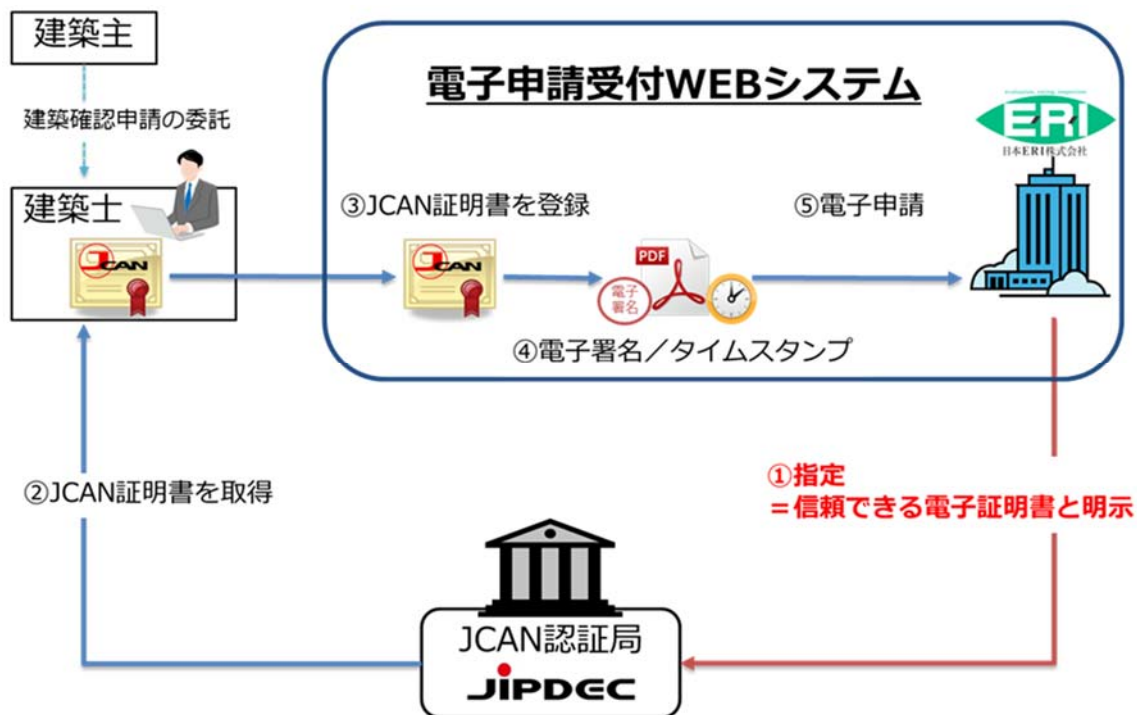 建築主
電子申請受付WEBシステム
建築確認申請の委託
ERI
日本ERI株式会社
建築士
JCAN
③JCAN証明書を登録
⑤電子申請
JCAN
PDF
電子
署名
④電子署名／タイムスタンプ
②JCAN証明書を取得
①指定
＝信頼できる電子証明書と明示
JCAN認証局
JIPDEC